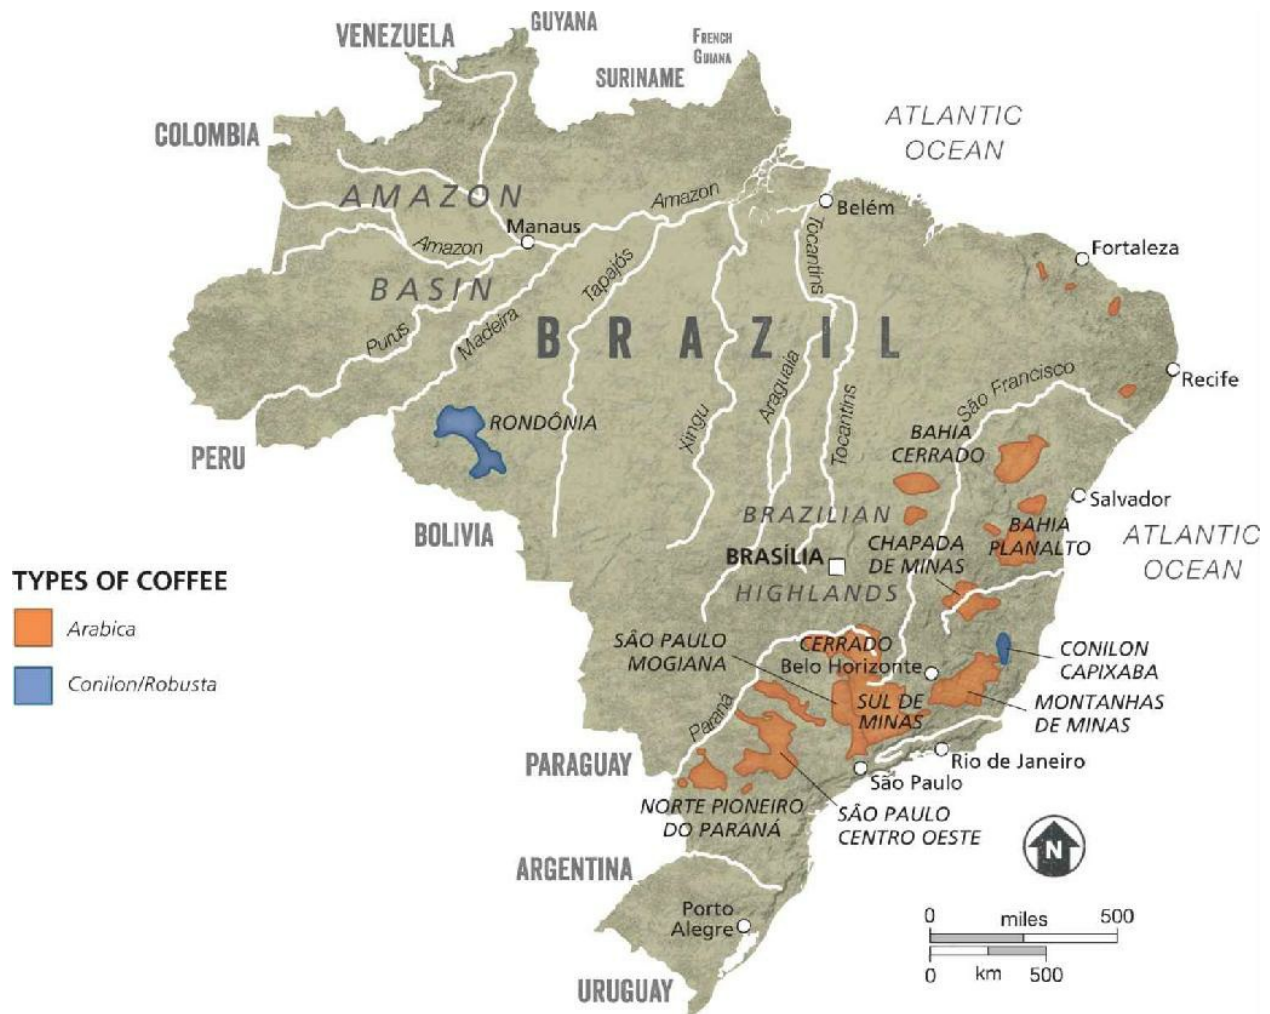 VENEZUELA
GUYANA
FRENCH
GUIANA
SURINAME
COLOMBIA
ATLANTIC
OCEAN
AMAZON
Amazon
Belém
Manaus
Amazon
Tapajós
Tocantins
Fortaleza
BASIN
Purus
Madeira
BRAZIL
Araguaia
São Francisco
Recife
Xingu
Tocantins
RONDÔNIA
BAHIA
CERRADO
PERU
BOLIVIA
BRAZILIAN
Salvador
BAHIA
PLANALTO
ATLANTIC
OCEAN
BRASÍLIA
CHAPADA
DE MINAS
HIGHLANDS
TYPES OF COFFEE
Arabica
Conilon/Robusta
SÂO PAULO
MOGIANA
CERRADO
Belo Horizonte
CONILON
CAPIXABA
SUL DE
MINAS
MONTANHAS
DE MINAS
Paraná
PARAGUAY
Rio de Janeiro
São Paulo
NORTE PIONEIRO
DO PARANÁ
SÂO PAULO
CENTRO OESTE
N
ARGENTINA
Porto
Alegre
0 miles 500
0 km 500
URUGUAY